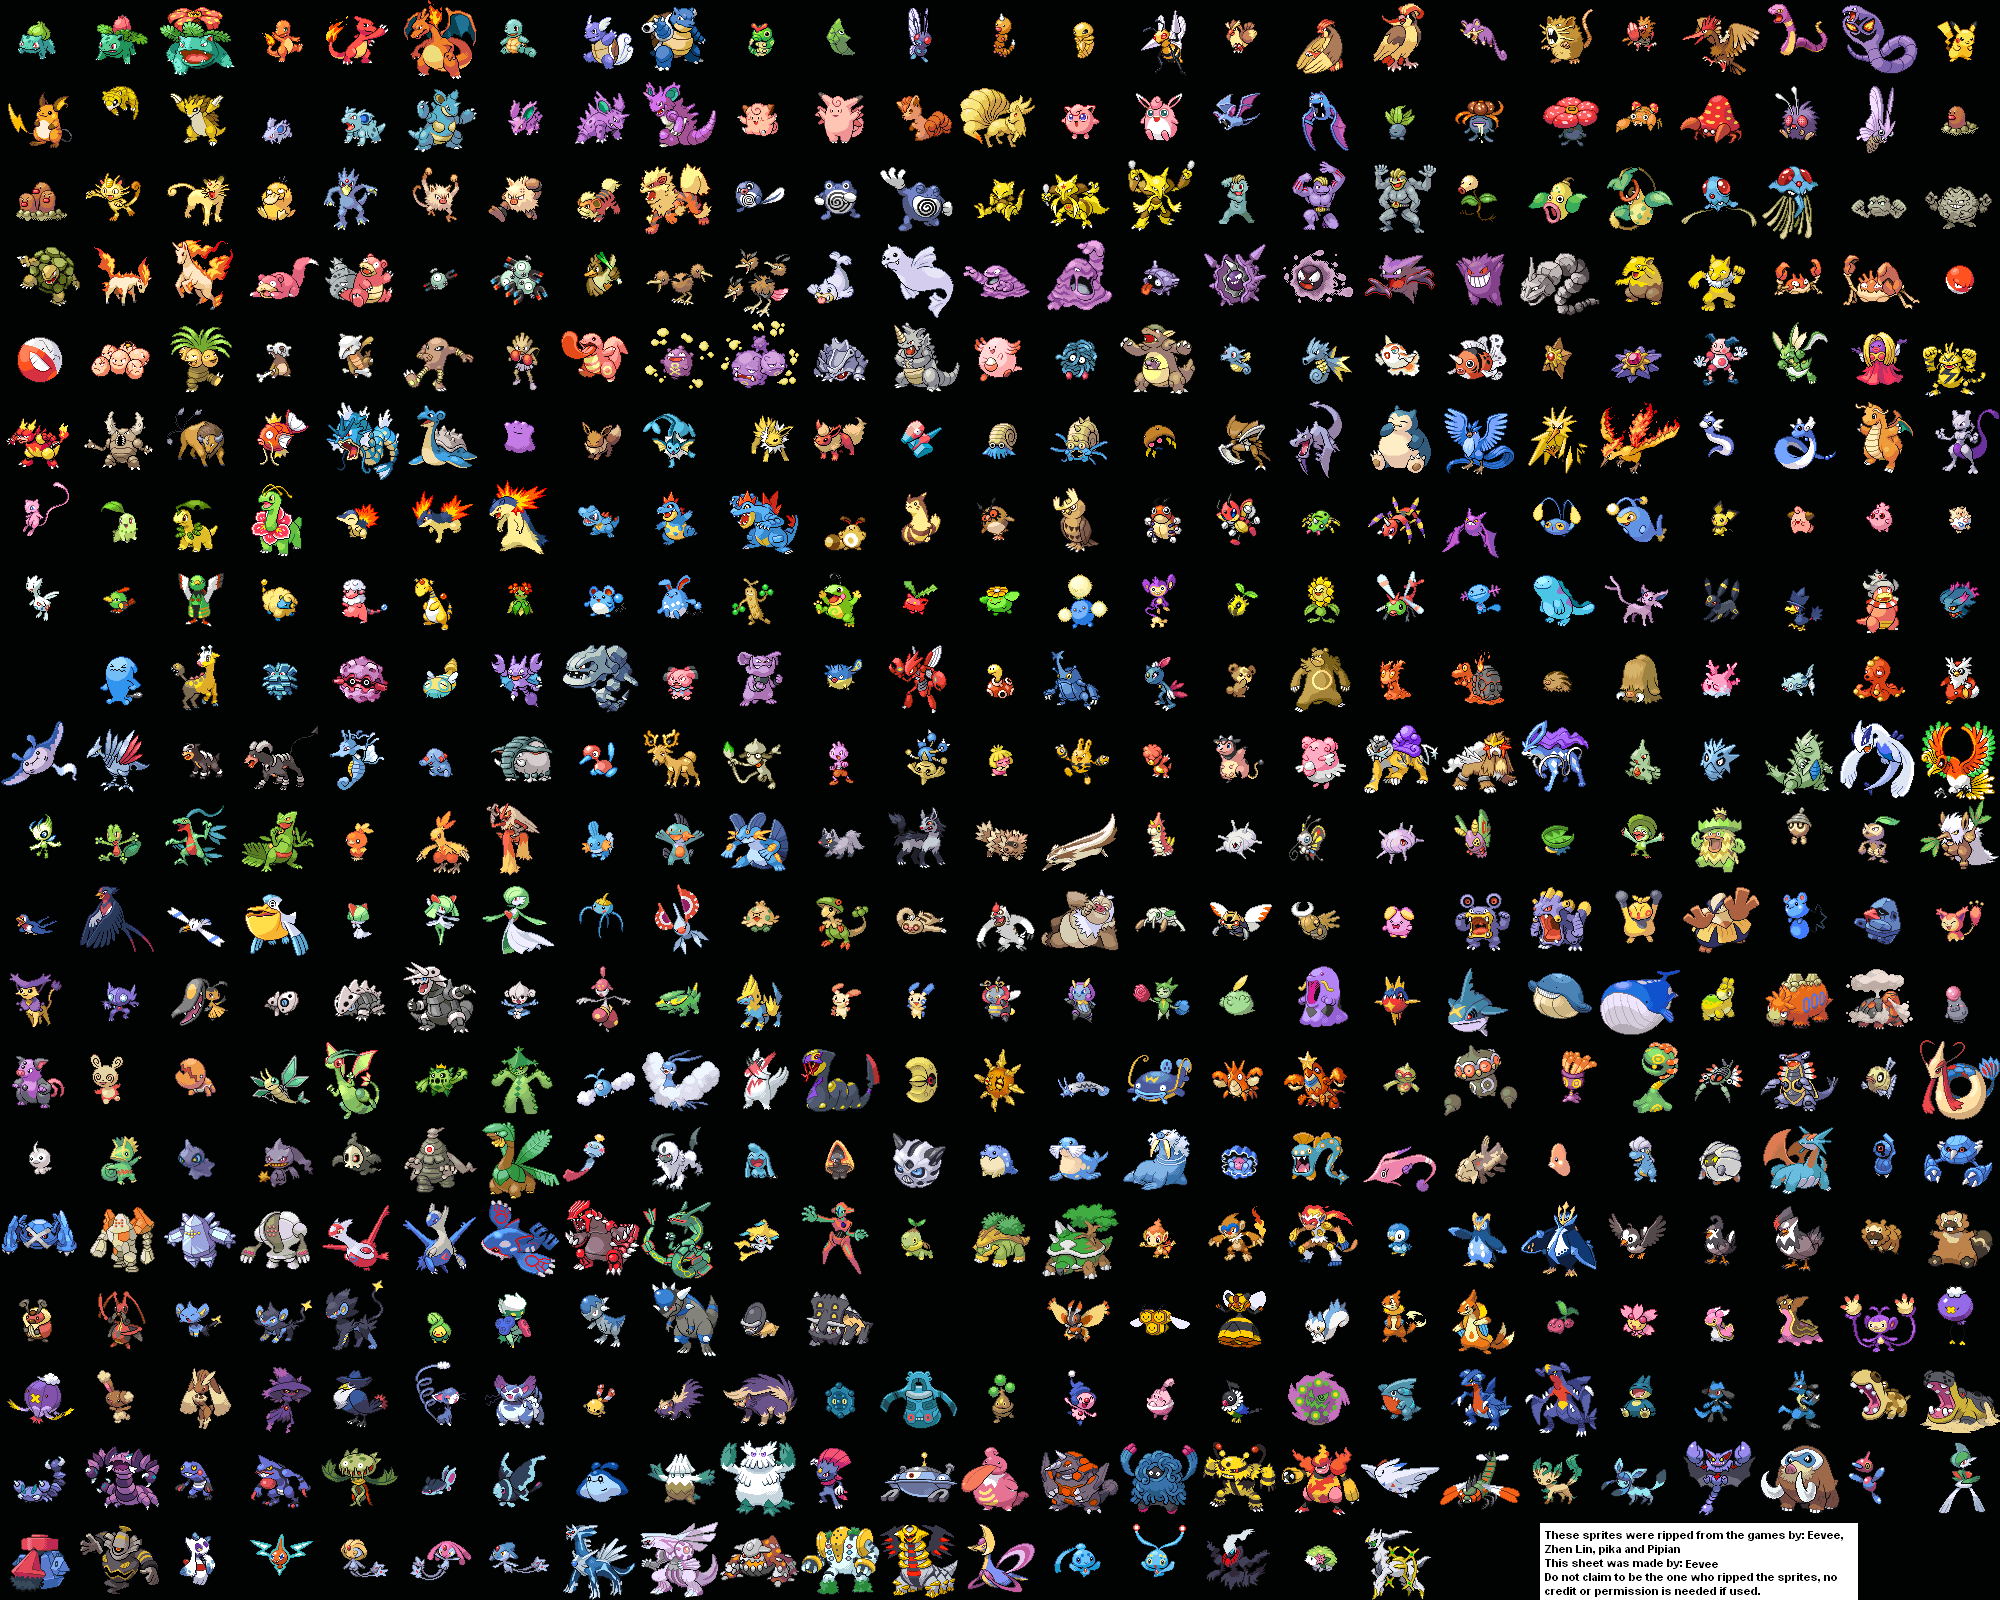 These sprites were ripped from the games by: Eevee,
Zhen Lin, pika and Pipian
This sheet was made by: Eevee
Do not claim to be the one who ripped the sprites, no
credit or permission is needed if used.